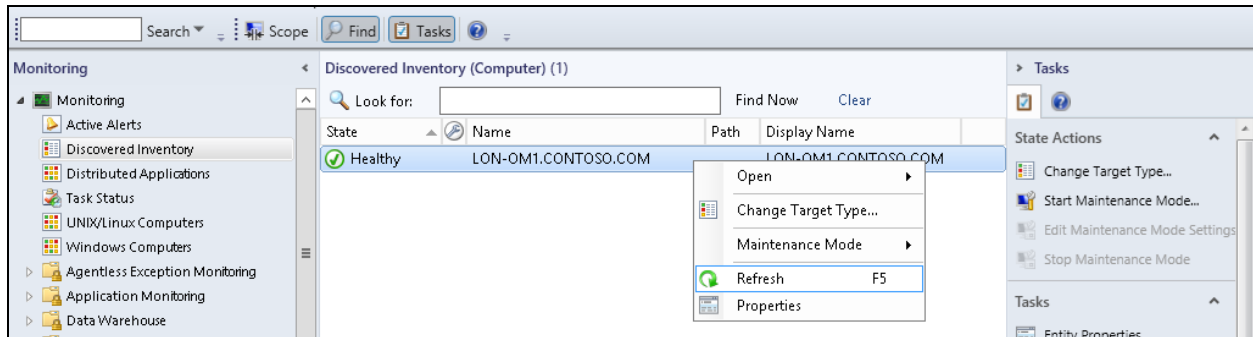 Search Scope Find Tasks
Monitoring
Monitoring
Active Alerts
Discovered Inventory
Distributed Applications
Task Status
UNIX/Linux Computers
Windows Computers
Agentless Exception Monitoring
Application Monitoring
Data Warehouse
Discovered Inventory (Computer) (1)
Look for: Find Now Clear
State Name Path Display Name
Healthy LON-OM1.CONTOSO.COM LON-OM1.CONTOSO.COM
Open
Change Target Type...
Maintenance Mode
Refresh F5
Properties
Tasks
State Actions
Change Target Type...
Start Maintenance Mode...
Edit Maintenance Mode Settings
Stop Maintenance Mode
Tasks
Entity Properties